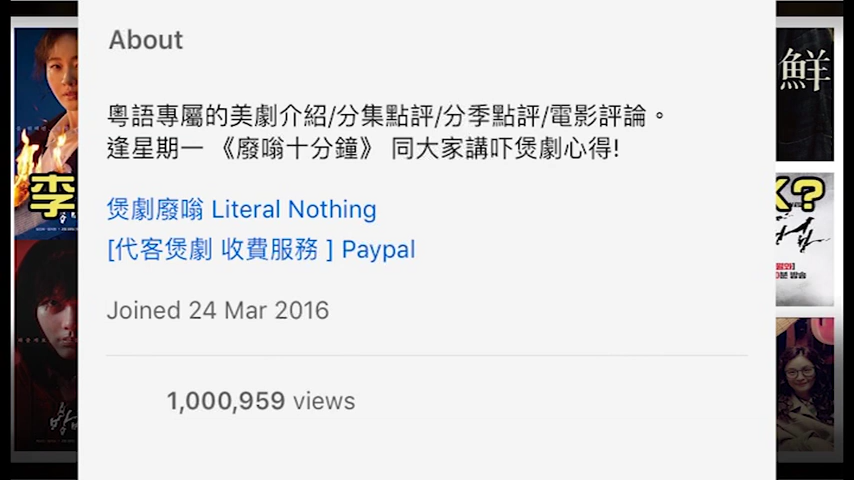 About
粵語專屬的美劇介紹/分集點評/分季點評/電影評論。
逢星期一 《廢嗡十分鐘》 同大家講吓煲劇心得!
煲劇廢嗡 Literal Nothing
[代客煲劇 收費服務 ] Paypal
Joined 24 Mar 2016
1,000,959 views
李
鮮
K?